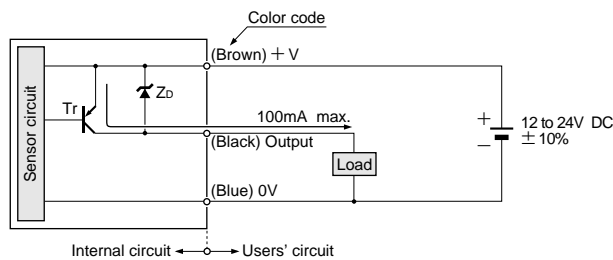 Color code
(Brown) + V
Sensor circuit
Tr
ZD
100mA max.
(Black) Output
Load
+
−
12 to 24V DC
± 10%
(Blue) 0V
Internal circuit
Users' circuit